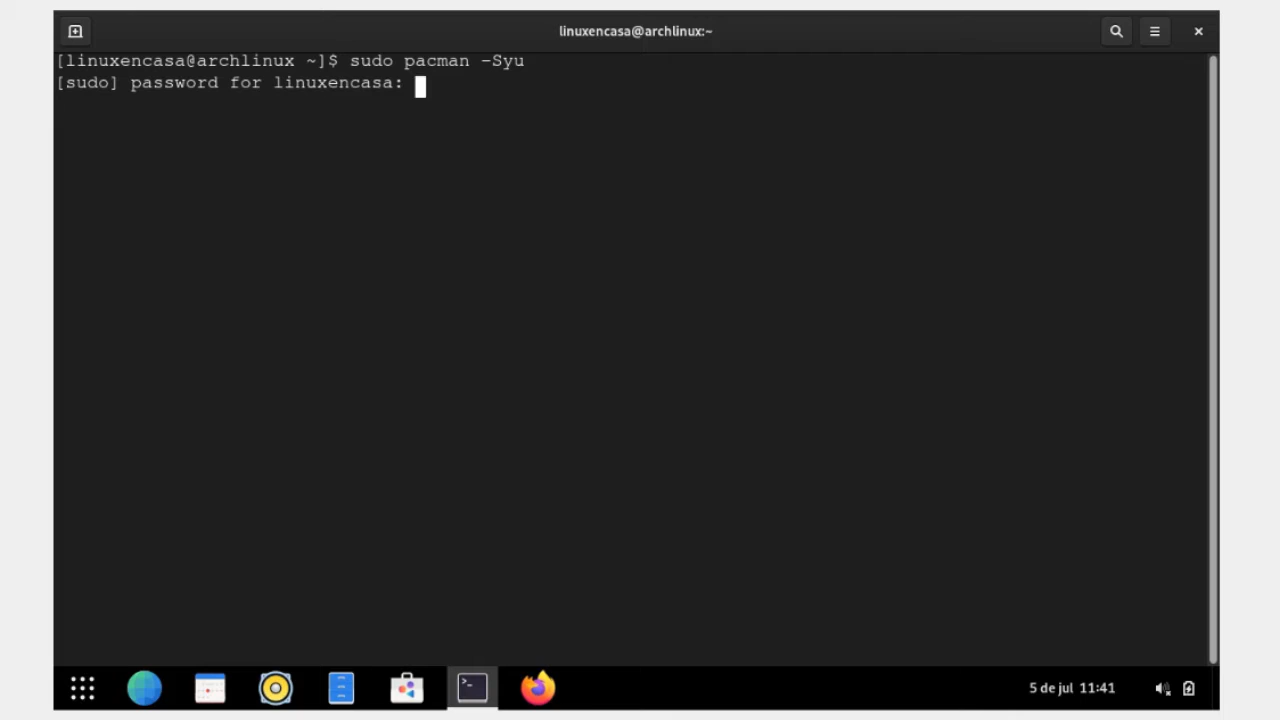 linuxencasa@archlinux:~
[linuxencasa@archlinux ~]$ sudo pacman -Syu
[sudo] password for linuxencasa:
5 de jul 11:41